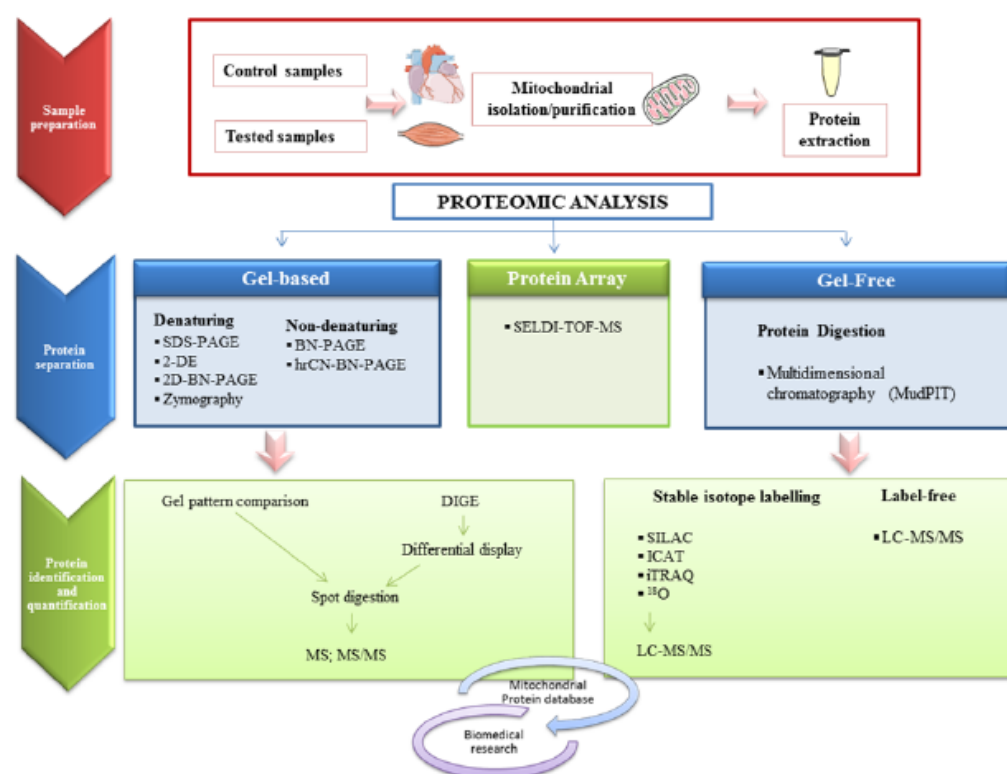 Sample
preparation
Control samples
Tested samples
Mitochondrial
isolation/purification
Protein
extraction
PROTEOMIC ANALYSIS
Protein
separation
Gel-based
Denaturing
▪SDS-PAGE
▪2-DE
▪2D-BN-PAGE
▪Zymography
Non-denaturing
▪BN-PAGE
▪hrCN-BN-PAGE
Protein Array
▪SELDI-TOF-MS
Gel-Free
Protein Digestion
▪Multidimensional
chromatography (MudPIT)
Protein
identification
and
quantification
Gel pattern comparison
DIGE
Differential display
Spot digestion
MS; MS/MS
Stable isotope labelling
▪SILAC
▪ICAT
▪iTRAQ
▪¹⁸O
LC-MS/MS
Label-free
▪LC-MS/MS
Mitochondrial
Protein database
Biomedical
research